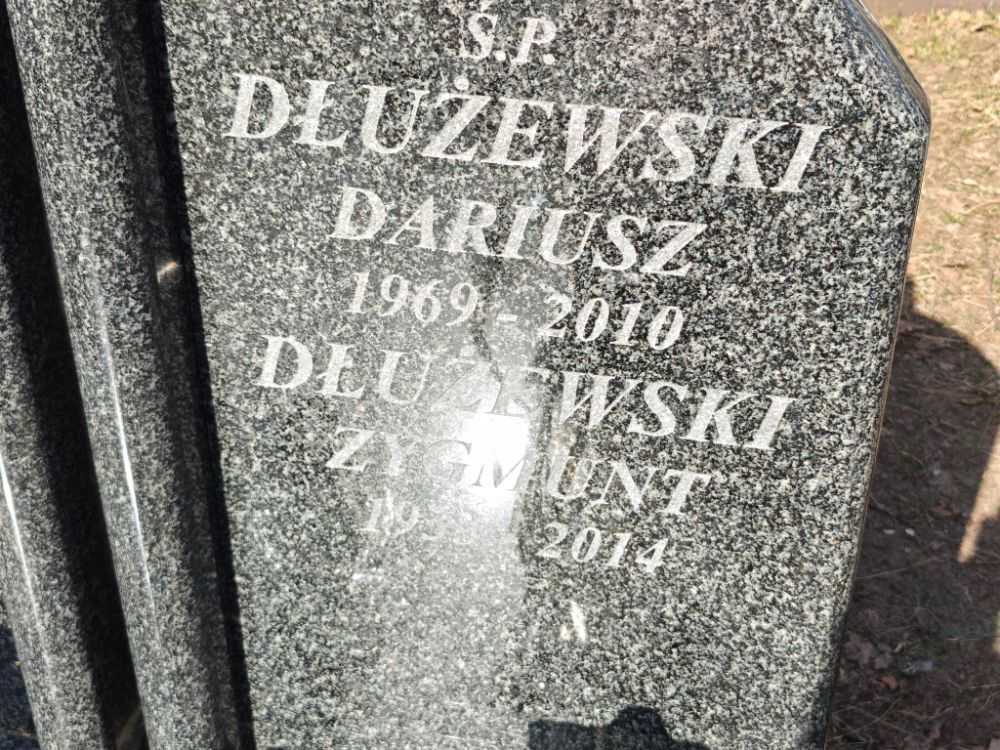 Ś.P.
DŁUŻEWSKI
DARIUSZ
1969 - 2010
DŁUŻEWSKI
ZYGMUNT
2014